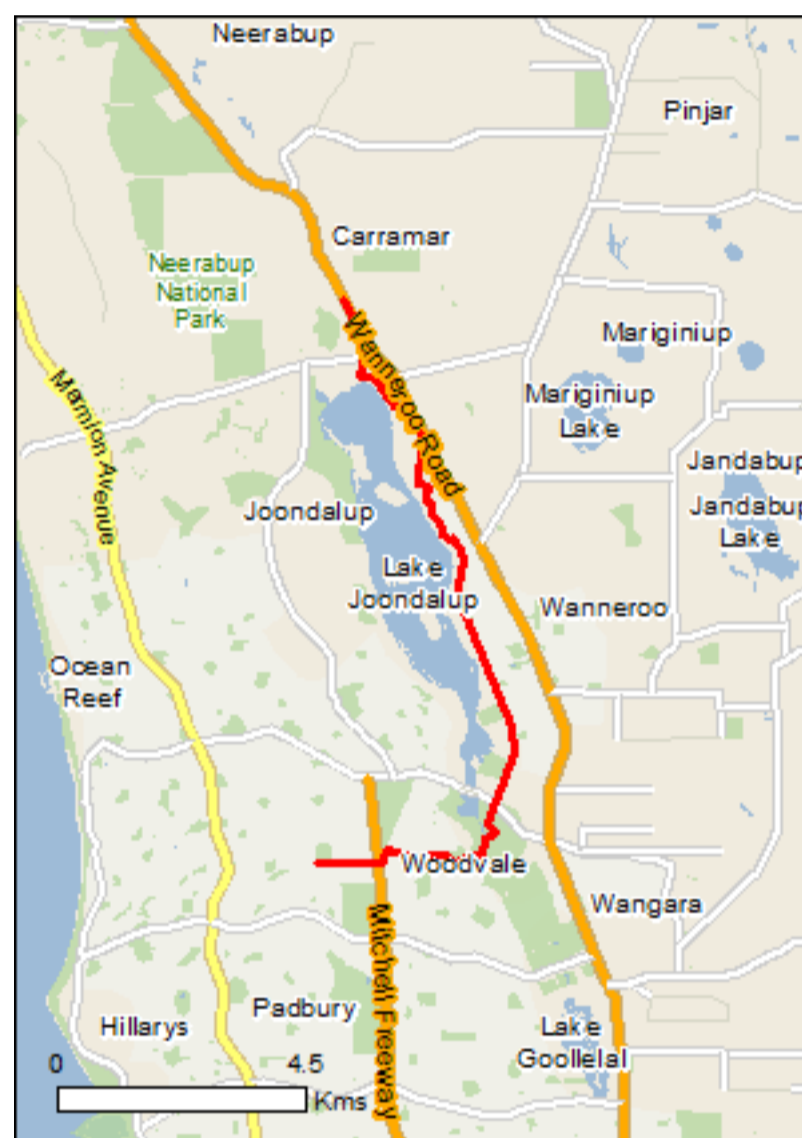 Neerabup
Pinjar
Carramar
Neerabup
National
Park
Wanneroo Road
Mariginiup
Marmion Avenue
Mariginiup
Lake
Jandabup
Joondalup
Jandabup
Lake
Lake
Joondalup
Wanneroo
Ocean
Reef
Woodvale
Wangara
Mitchell Freeway
Padbury
Hillarys
Lake
Goollelal
0 4.5
Kms